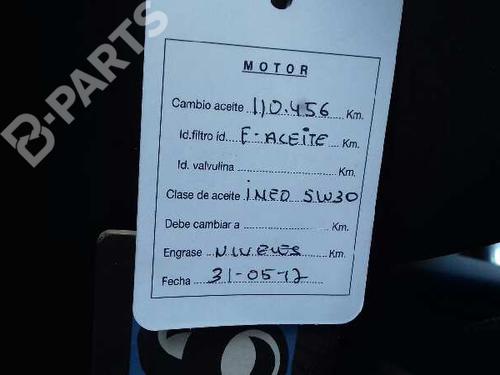 B-PARTS
MOTOR
Cambio aceite 110.456 Km.
Id.filtro íd. F-ACEITE Km.
Id. valvulina Km.
Clase de aceite INEO 5W30
Debe cambiar a Km.
Engrase NIVELES Km.
Fecha 31-05-12